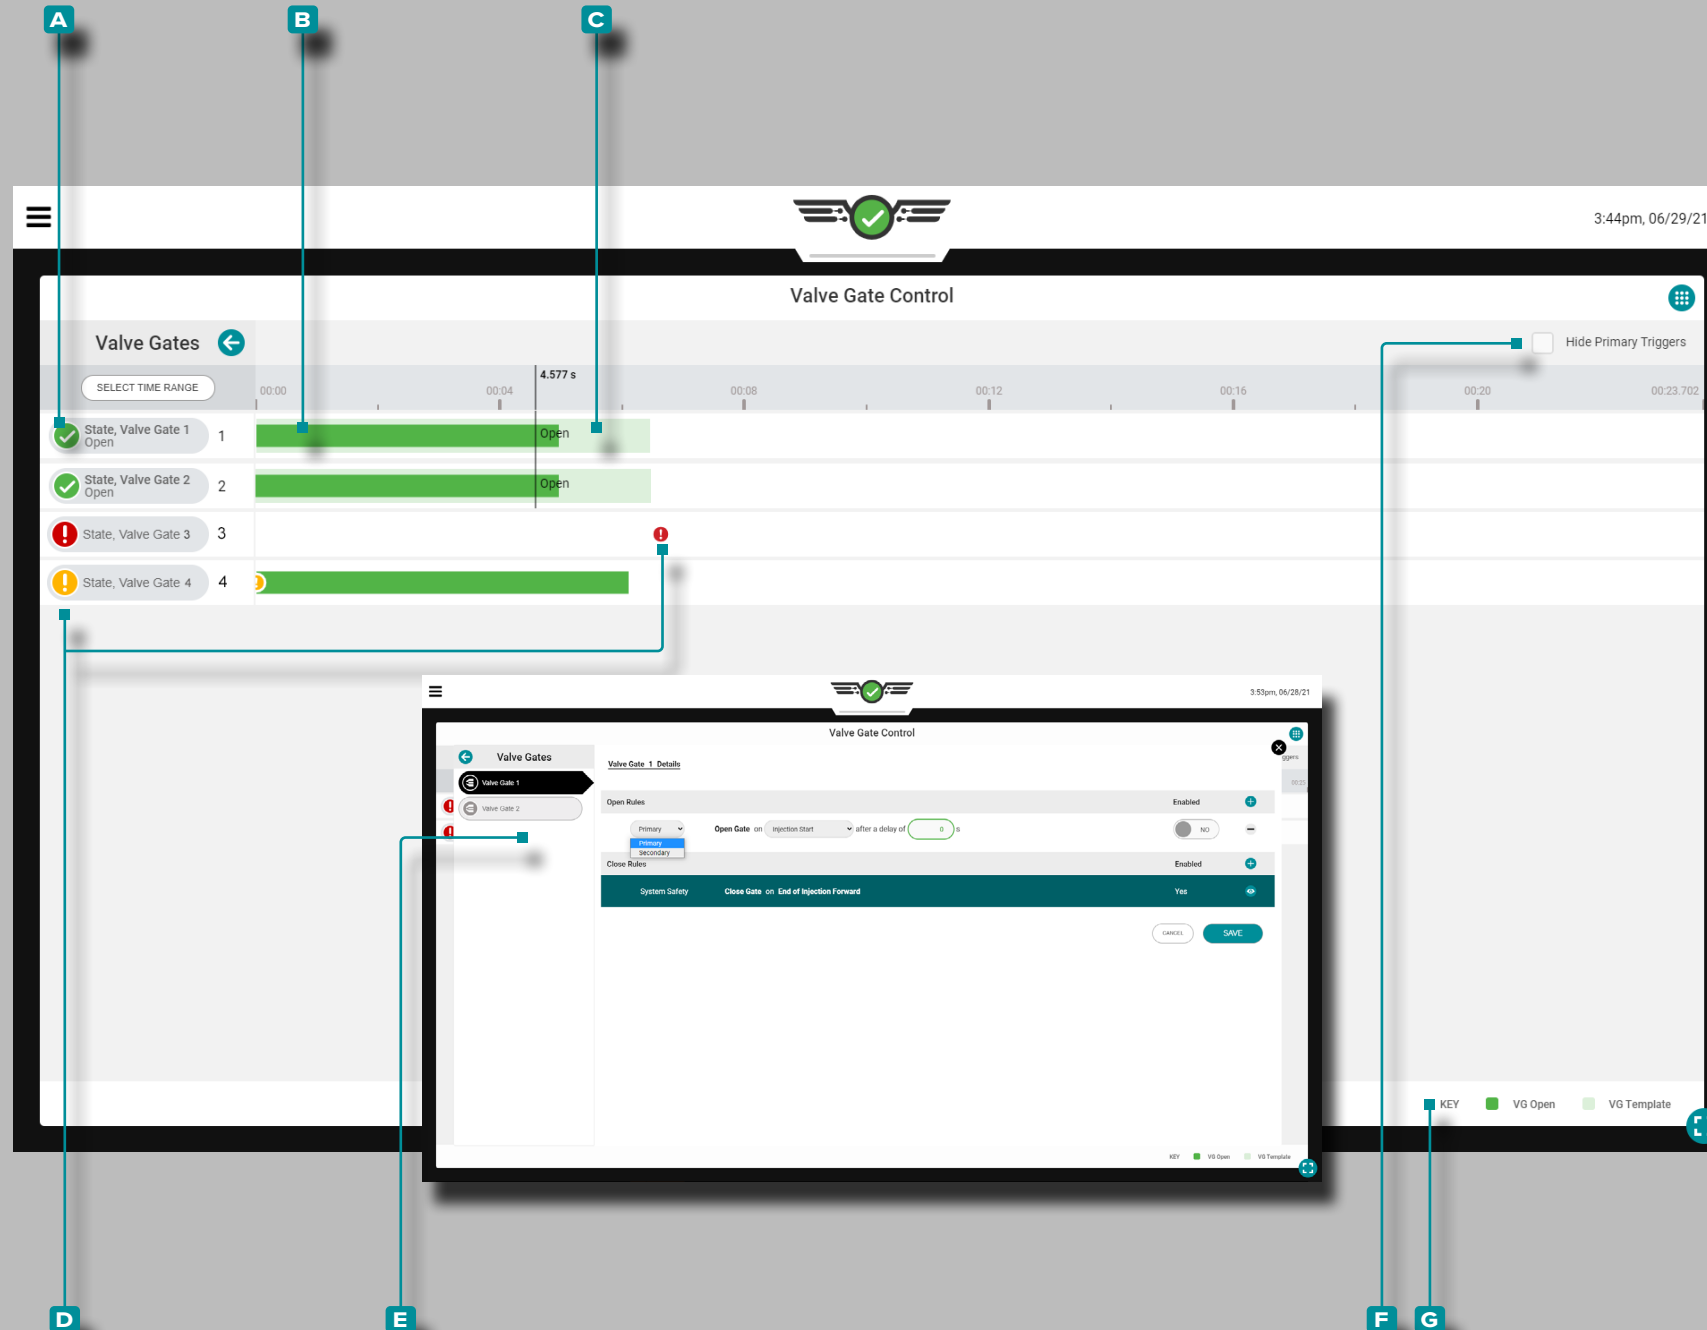 A B C
3:44pm, 06/29/21
Valve Gate Control
Valve Gates
Hide Primary Triggers
SELECT TIME RANGE
00:00 00:04 4.577 s 00:08 00:12 00:16 00:20 00:23.702
State, Valve Gate 1
Open
1
Open
State, Valve Gate 2
Open
2
Open
State, Valve Gate 3
3
State, Valve Gate 4
4
3:53pm, 06/28/21
Valve Gate Control
Valve Gates
Valve Gate 1 Details
ggers
Valve Gate 1
Valve Gate 2
Open Rules Enabled
Primary Open Gate on Injection Start after a delay of 0 s NO
Primary
Secondary
Close Rules Enabled
System Safety Close Gate on End of Injection Forward Yes
CANCEL SAVE
KEY VG Open VG Template
KEY VG Open VG Template
D E F G